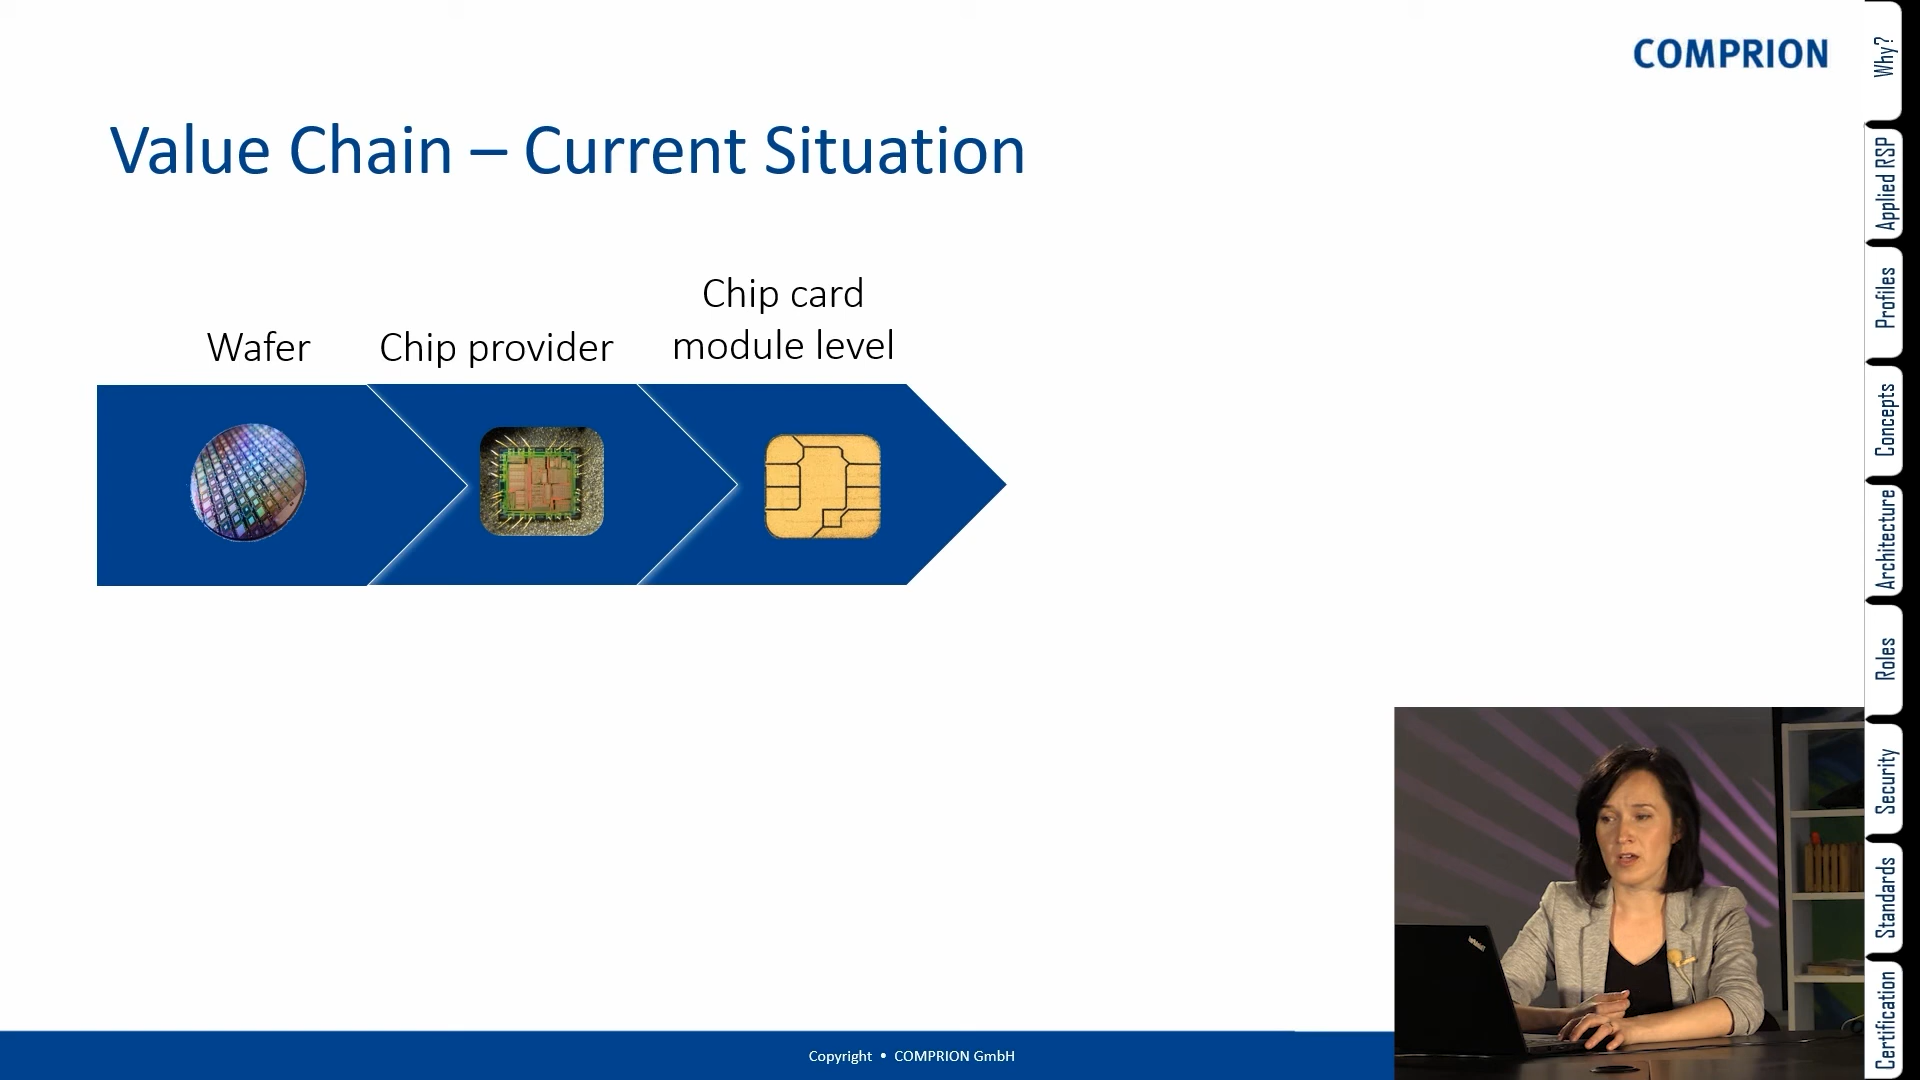 COMPRION
Value Chain – Current Situation
Wafer
Chip provider
Chip card
module level
Copyright • COMPRION GmbH
Why?
Applied RSP
Profiles
Concepts
Architecture
Roles
Security
Standards
Certification